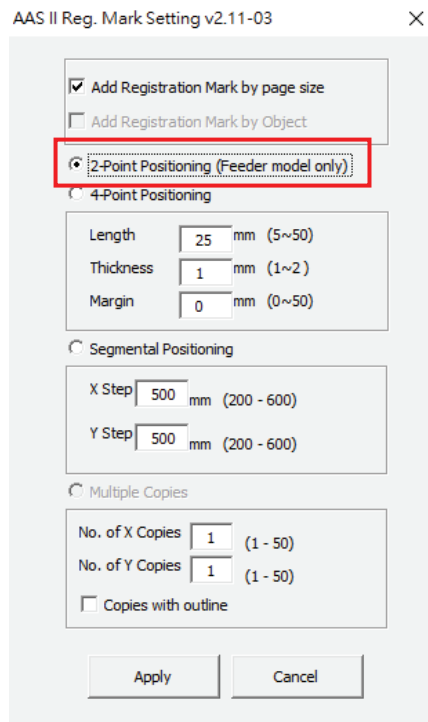 AAS II Reg. Mark Setting v2.11-03
Add Registration Mark by page size
Add Registration Mark by Object
2-Point Positioning (Feeder model only)
4-Point Positioning
Length 25 mm (5~50)
Thickness 1 mm (1~2 )
Margin 0 mm (0~50)
Segmental Positioning
X Step 500 mm (200 - 600)
Y Step 500 mm (200 - 600)
Multiple Copies
No. of X Copies 1 (1 - 50)
No. of Y Copies 1 (1 - 50)
Copies with outline
Apply Cancel